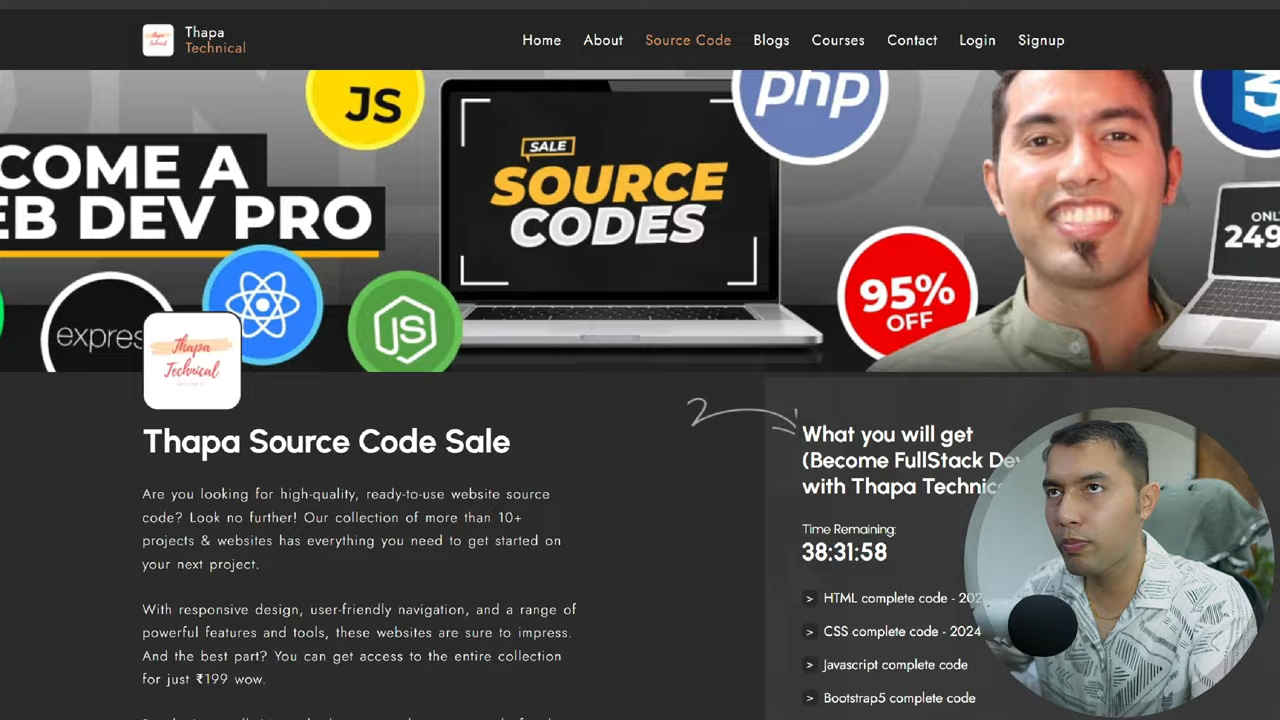 Thapa
Technical
Home
About
Source Code
Blogs
Courses
Contact
Login
Signup
COME A
EB DEV PRO
JS
SALE
SOURCE
CODES
php
95%
OFF
ONL
249
expres
JS
Thapa
Technical
Thapa Source Code Sale
Are you looking for high-quality, ready-to-use website source
code? Look no further! Our collection of more than 10+
projects & websites has everything you need to get started on
your next project.
With responsive design, user-friendly navigation, and a range of
powerful features and tools, these websites are sure to impress.
And the best part? You can get access to the entire collection
for just ₹199 wow.
What you will get
(Become FullStack De
with Thapa Technic
Time Remaining:
38:31:58
> HTML complete code - 202
> CSS complete code - 2024
> Javascript complete code
> Bootstrap5 complete code